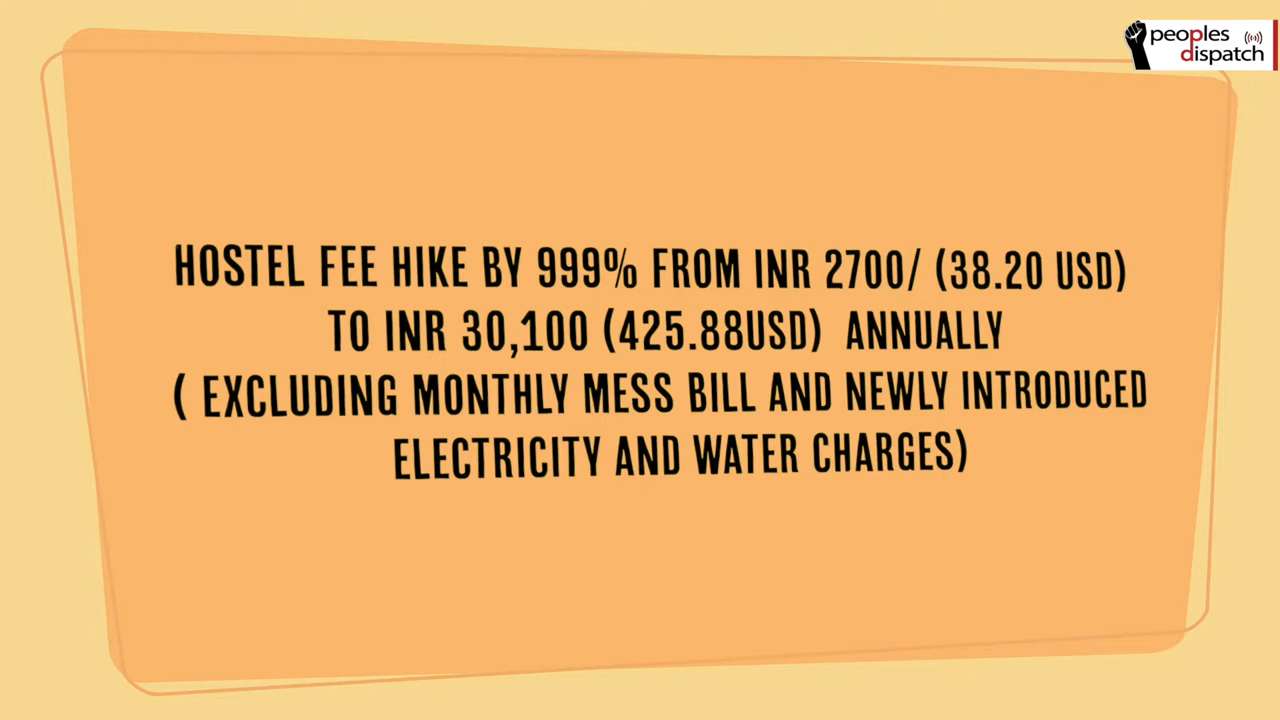 peoples
dispatch
HOSTEL FEE HIKE BY 999% FROM INR 2700/ (38.20 USD)
TO INR 30,100 (425.88USD) ANNUALLY
( EXCLUDING MONTHLY MESS BILL AND NEWLY INTRODUCED
ELECTRICITY AND WATER CHARGES)